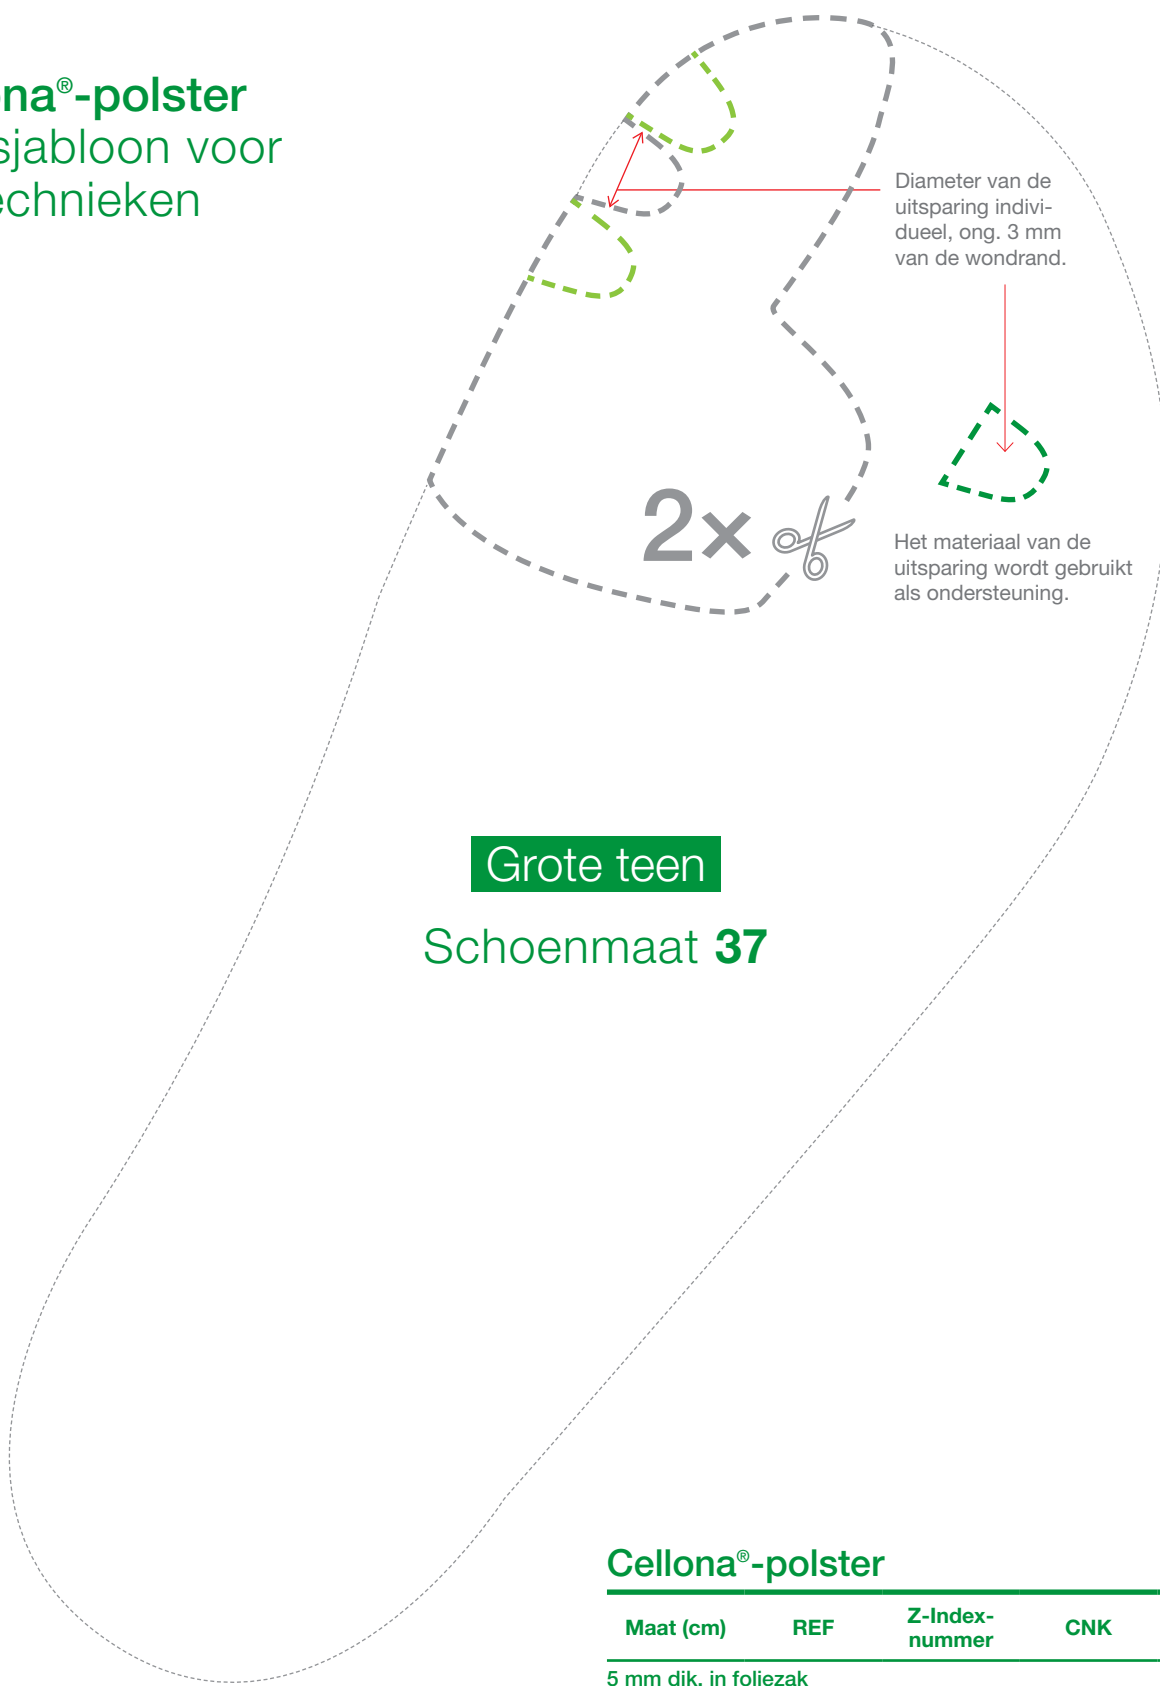 na®-polster
sjabloon voor
echnieken
Diameter van de
uitsparing indivi-
dueel, ong. 3 mm
van de wondrand.
2×
Het materiaal van de
uitsparing wordt gebruikt
als ondersteuning.
Grote teen
Schoenmaat 37
Cellona®-polster
Maat (cm) REF Z-Index-nummer CNK
5 mm dik, in foliezak